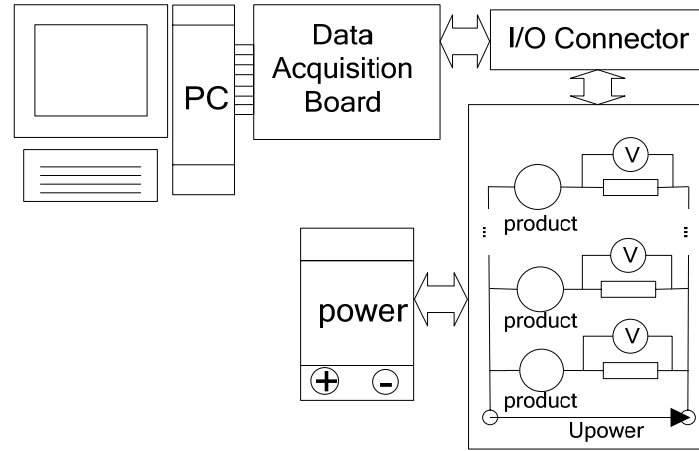 Data
Acquisition
Board
I/O Connector
PC
V
product
V
product
V
product
power
+ -
Upower